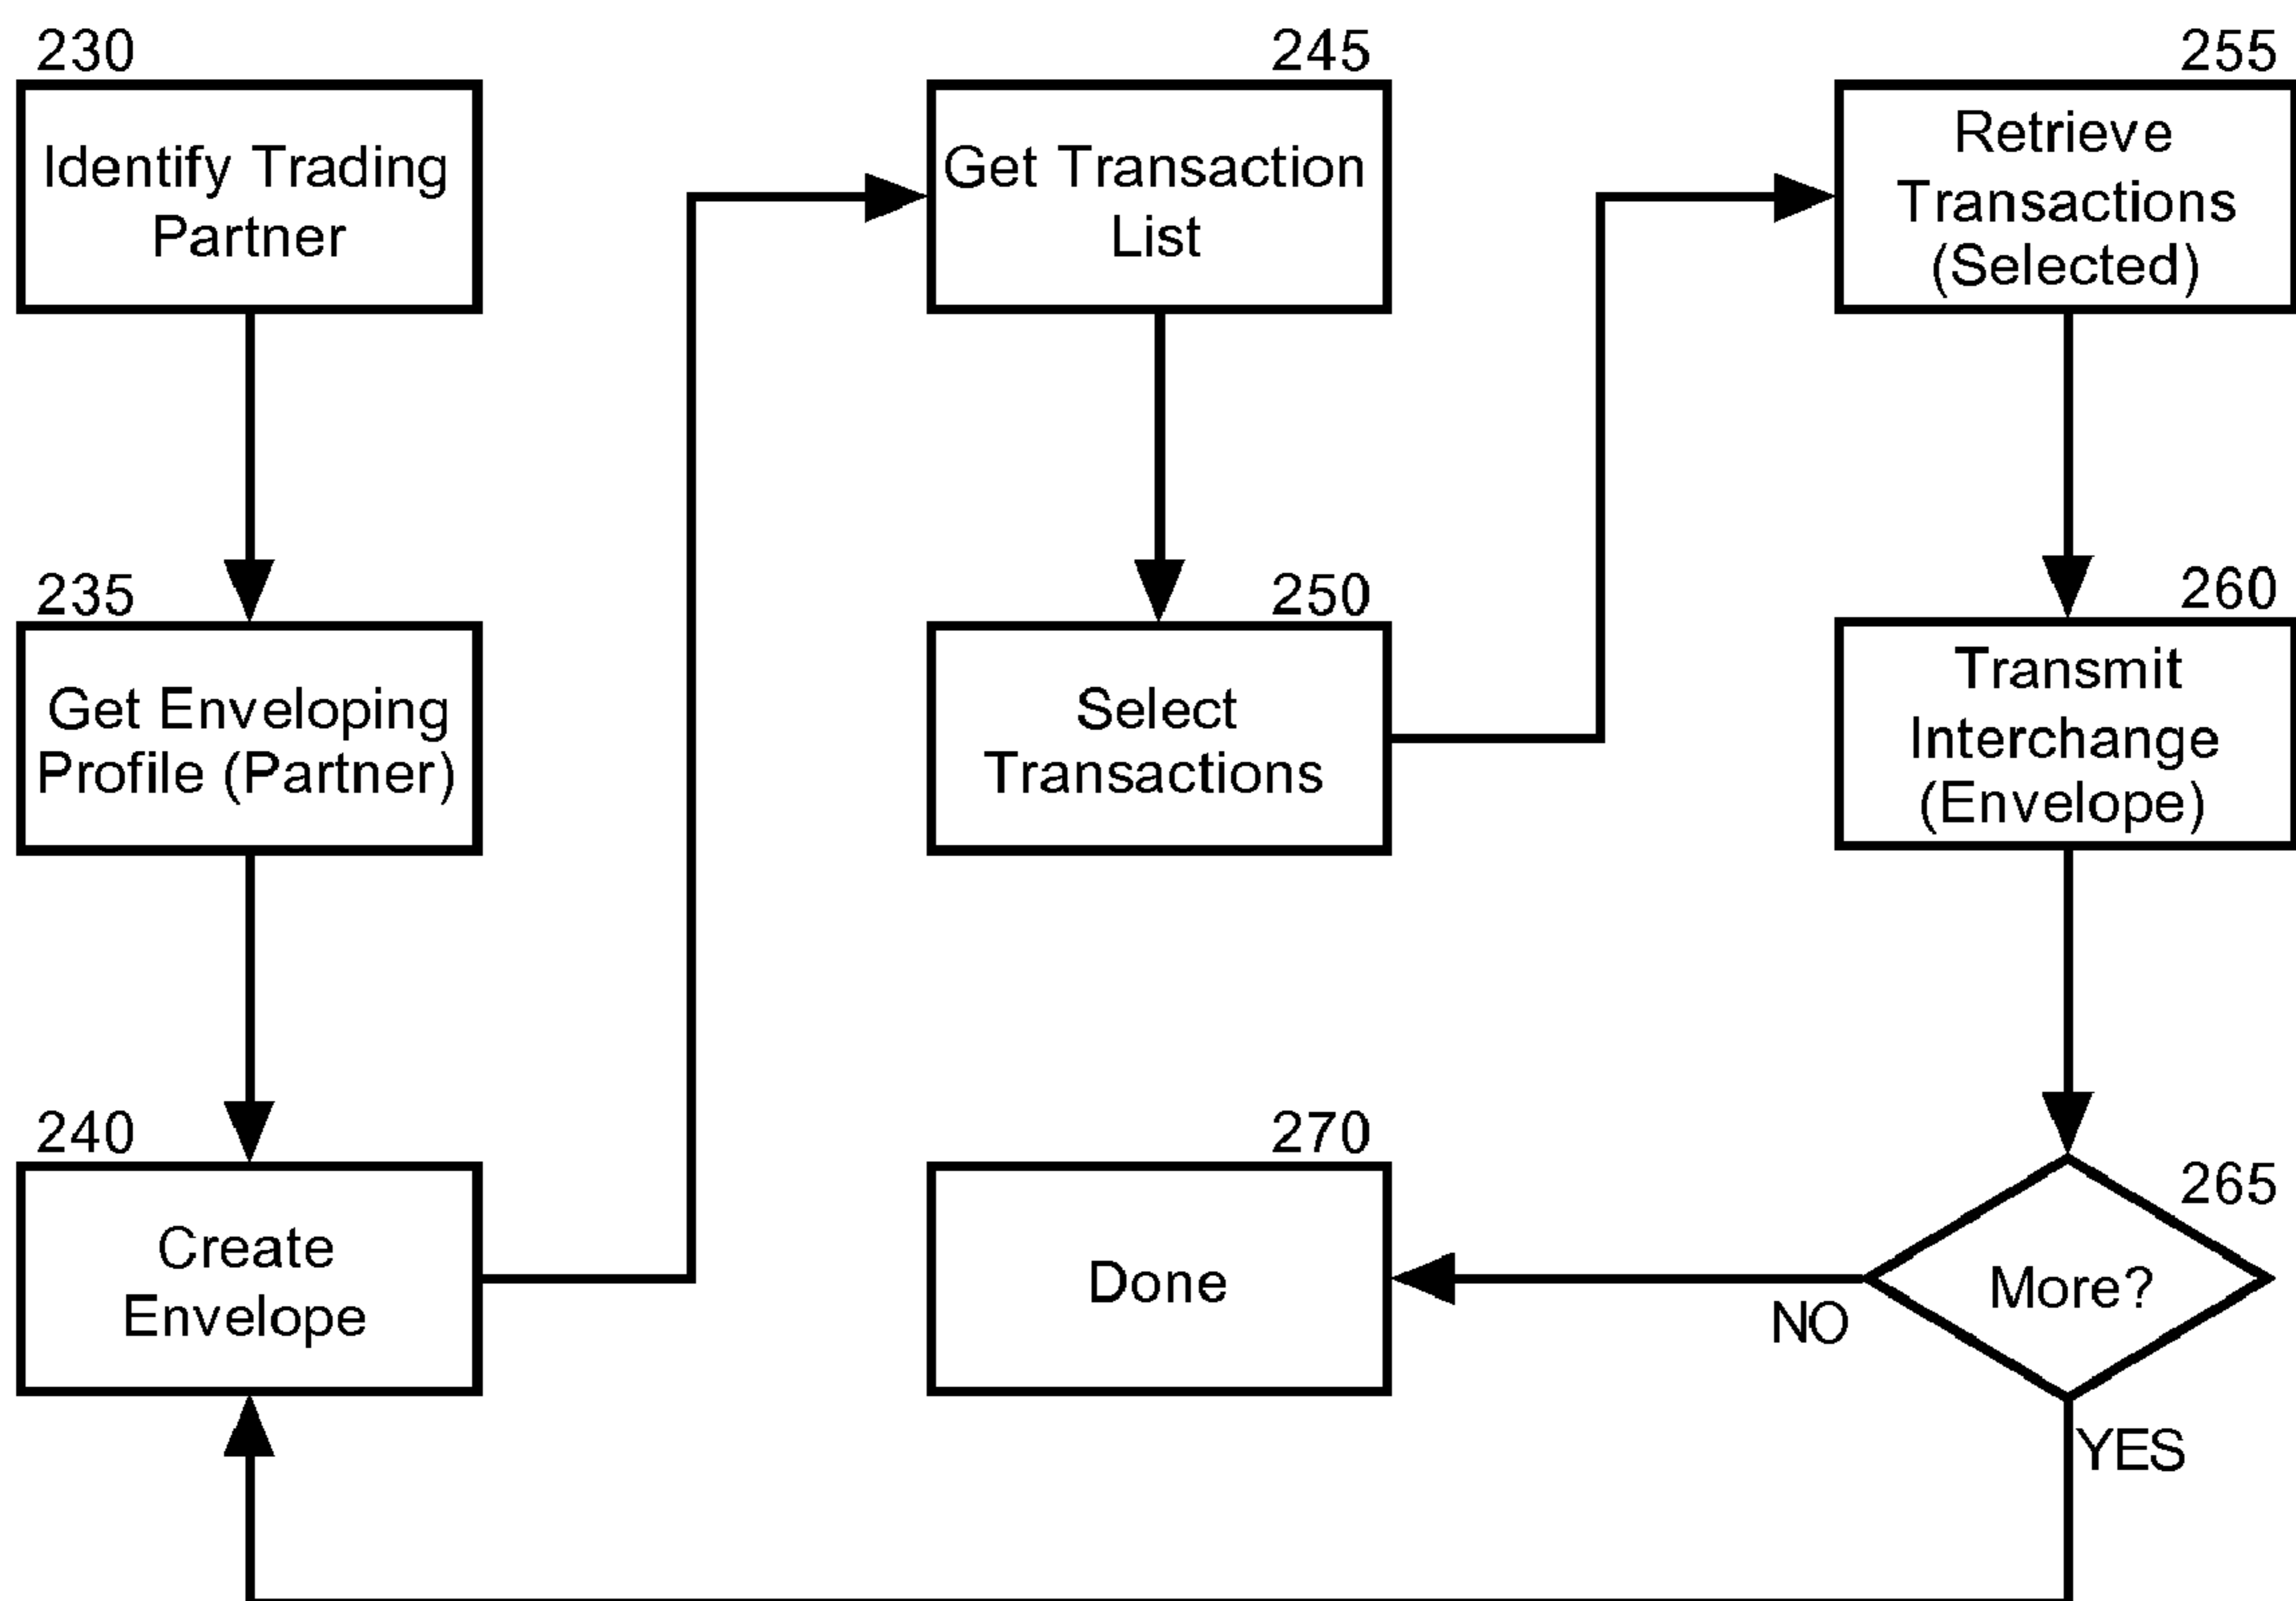 230
Identify Trading
Partner
235
Get Enveloping
Profile (Partner)
240
Create
Envelope
245
Get Transaction
List
250
Select
Transactions
255
Retrieve
Transactions
(Selected)
260
Transmit
Interchange
(Envelope)
265
More?
NO
YES
270
Done